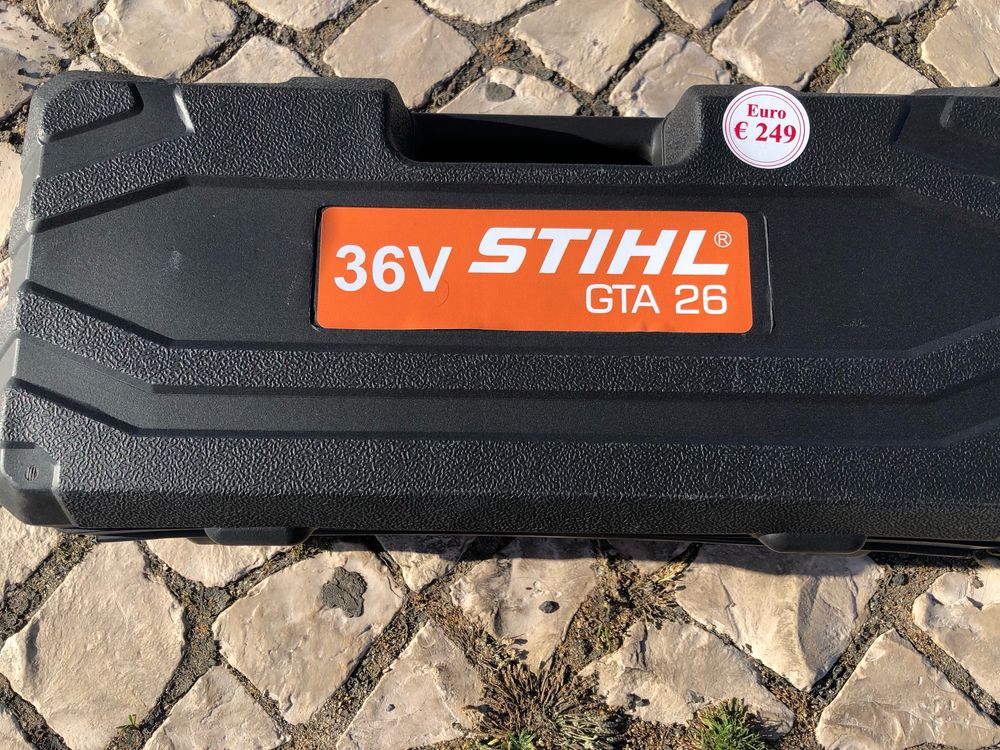 Euro
€ 249
36V STIHL®
GTA 26